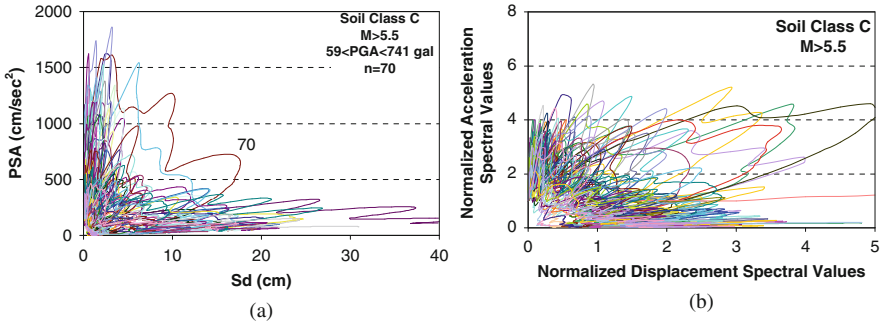 Soil Class C
M>5.5
59<PGA<741 gal
n=70
2000
1500
1000
500
0
PSA (cm/sec²)
70
0 10 20 30 40
Sd (cm)
(a)
Soil Class C
M>5.5
8
6
4
2
0
Normalized Acceleration
Spectral Values
0 1 2 3 4 5
Normalized Displacement Spectral Values
(b)